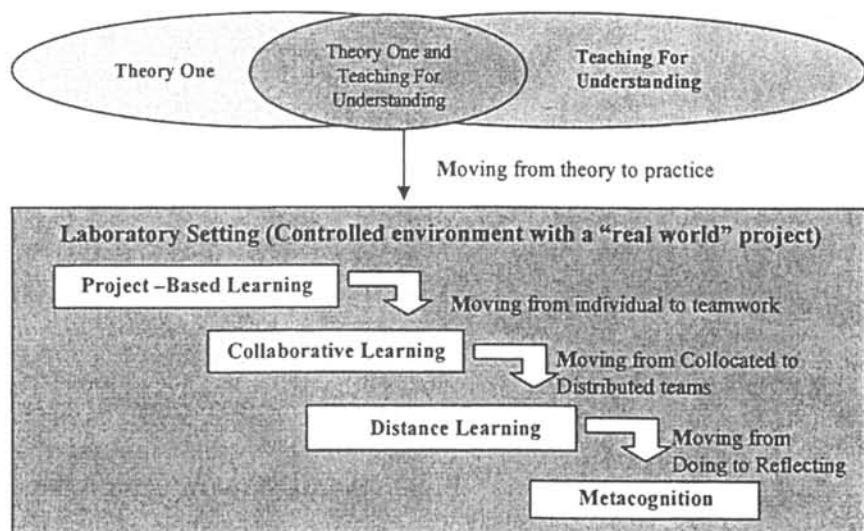 Theory One
Theory One and
Teaching For
Understanding
Teaching For
Understanding
Moving from theory to practice
Laboratory Setting (Controlled environment with a “real world” project)
Project –Based Learning
Moving from individual to teamwork
Collaborative Learning
Moving from Collocated to
Distributed teams
Distance Learning
Moving from
Doing to Reflecting
Metacognition